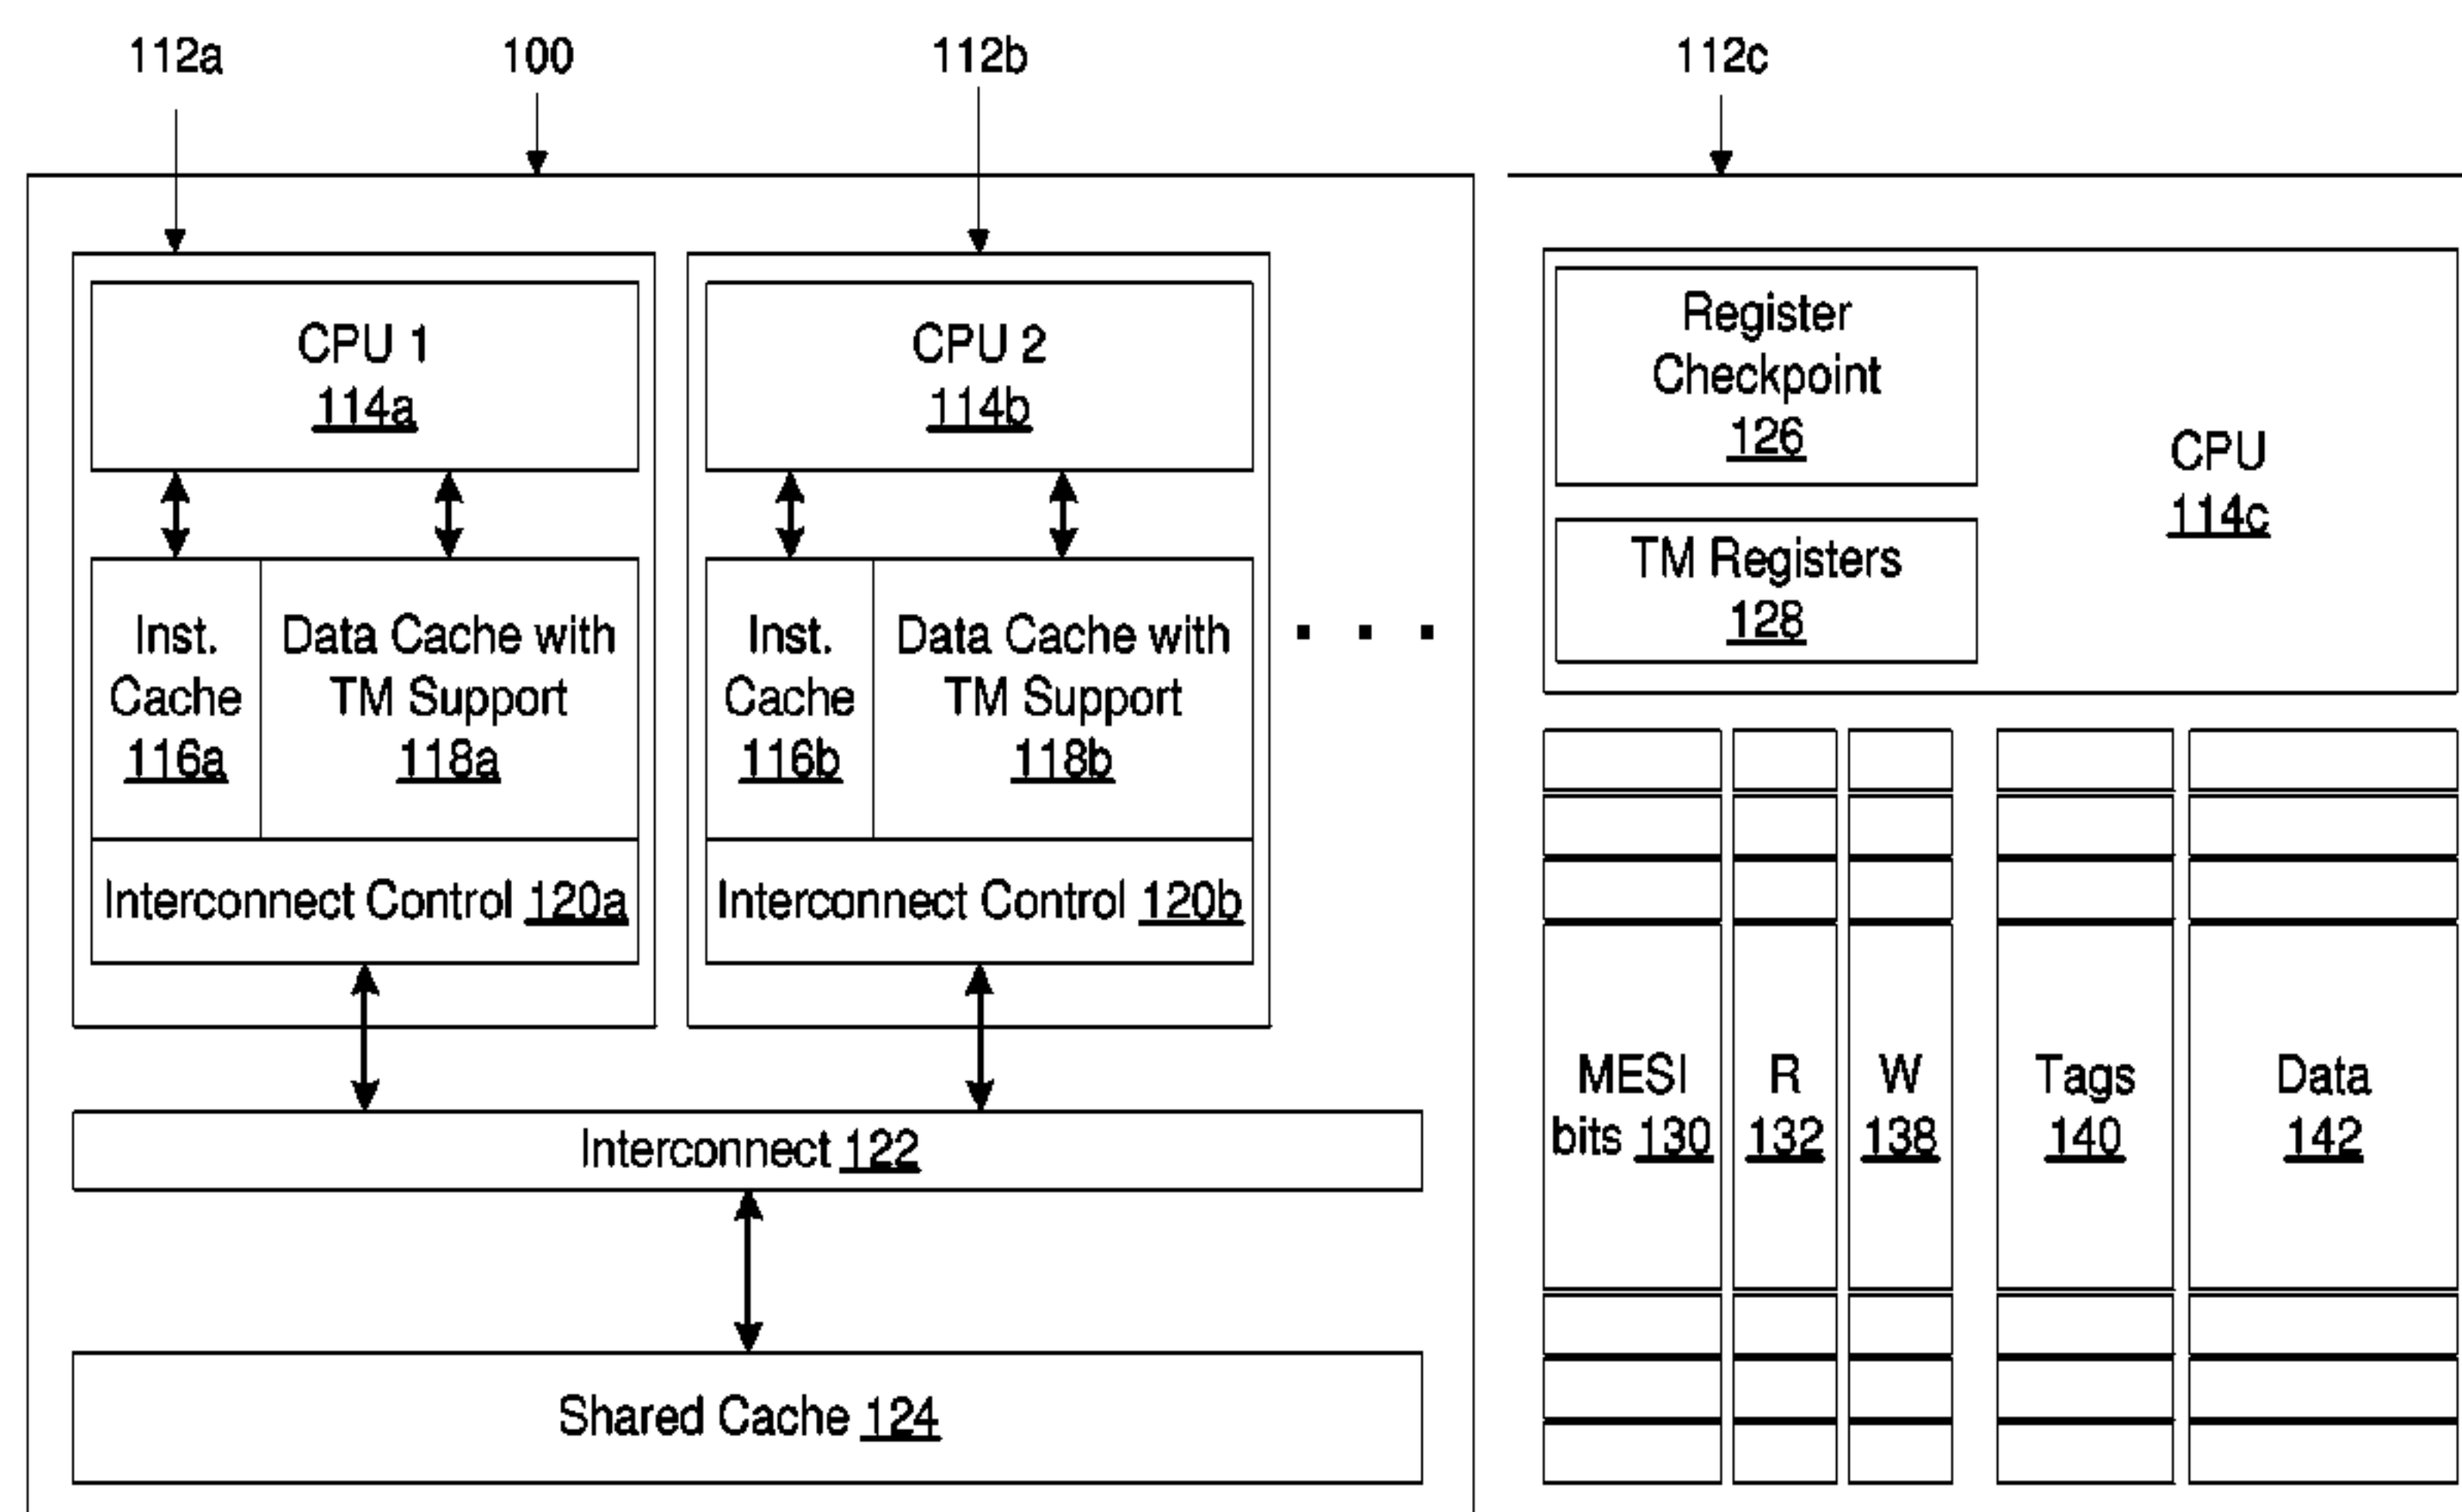 112a
100
112b
112c
CPU 1
114a
CPU 2
114b
Inst.
Cache
116a
Data Cache with
TM Support
118a
Inst.
Cache
116b
Data Cache with
TM Support
118b
Interconnect Control 120a
Interconnect Control 120b
Interconnect 122
Shared Cache 124
Register
Checkpoint
126
TM Registers
128
CPU
114c
MESI
bits 130
R
132
W
138
Tags
140
Data
142